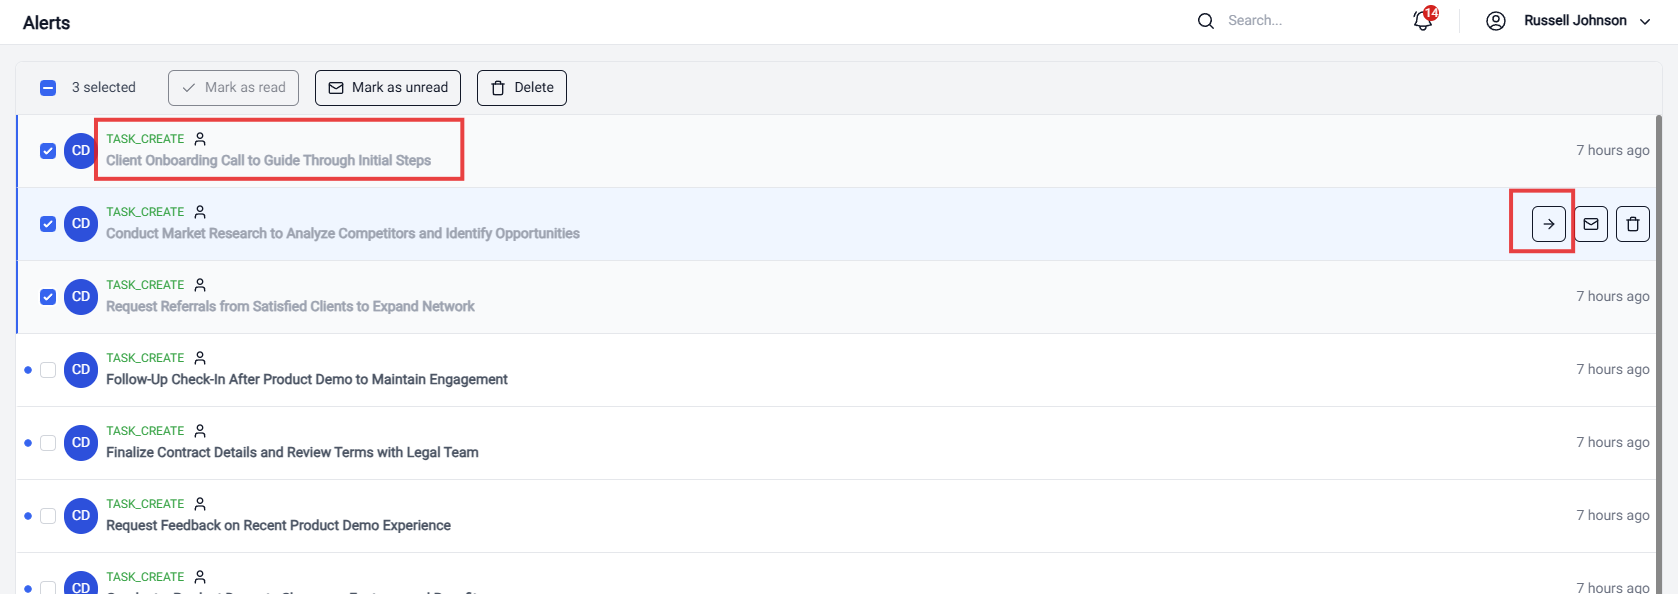 Alerts
Search...
14
Russell Johnson
3 selected
Mark as read
Mark as unread
Delete
CD
TASK_CREATE
Client Onboarding Call to Guide Through Initial Steps
7 hours ago
CD
TASK_CREATE
Conduct Market Research to Analyze Competitors and Identify Opportunities
CD
TASK_CREATE
Request Referrals from Satisfied Clients to Expand Network
7 hours ago
CD
TASK_CREATE
Follow-Up Check-In After Product Demo to Maintain Engagement
7 hours ago
CD
TASK_CREATE
Finalize Contract Details and Review Terms with Legal Team
7 hours ago
CD
TASK_CREATE
Request Feedback on Recent Product Demo Experience
7 hours ago
CD
TASK_CREATE
7 hours ago